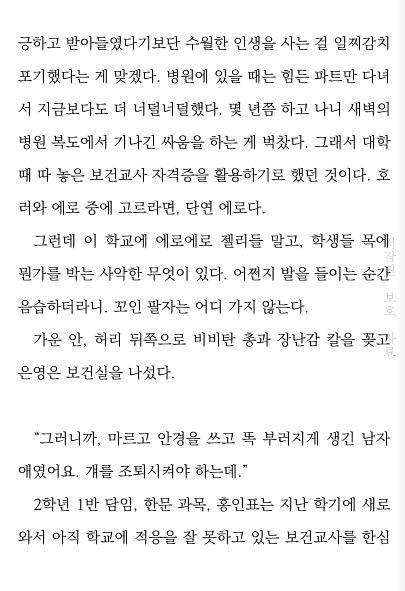 긍하고 받아들였다기보단 수월한 인생을 사는 걸 일찌감치
포기했다는 게 맞겠다. 병원에 있을 때는 힘든 파트만 다녀
서 지금보다도 더 너덜너덜했다. 몇 년쯤 하고 나니 새벽의
병원 복도에서 기나긴 싸움을 하는 게 벅찼다. 그래서 대학
때 따 놓은 보건교사 자격증을 활용하기로 했던 것이다. 호
러와 에로 중에 고르라면, 단연 에로다.
그런데 이 학교에 에로에로 젤리들 말고, 학생들 목에
뭔가를 박는 사악한 무엇이 있다. 어쩐지 발을 들이는 순간
음습하더라니. 꼬인 팔자는 어디 가지 않는다.
가운 안, 허리 뒤쪽으로 비비탄 총과 장난감 칼을 꽂고
은영은 보건실을 나섰다.
“그러니까, 마르고 안경을 쓰고 똑 부러지게 생긴 남자
애였어요. 걔를 조퇴시켜야 하는데.”
2학년 1반 담임, 한문 과목, 홍인표는 지난 학기에 새로
와서 아직 학교에 적응을 잘 못하고 있는 보건교사를 한심
보호